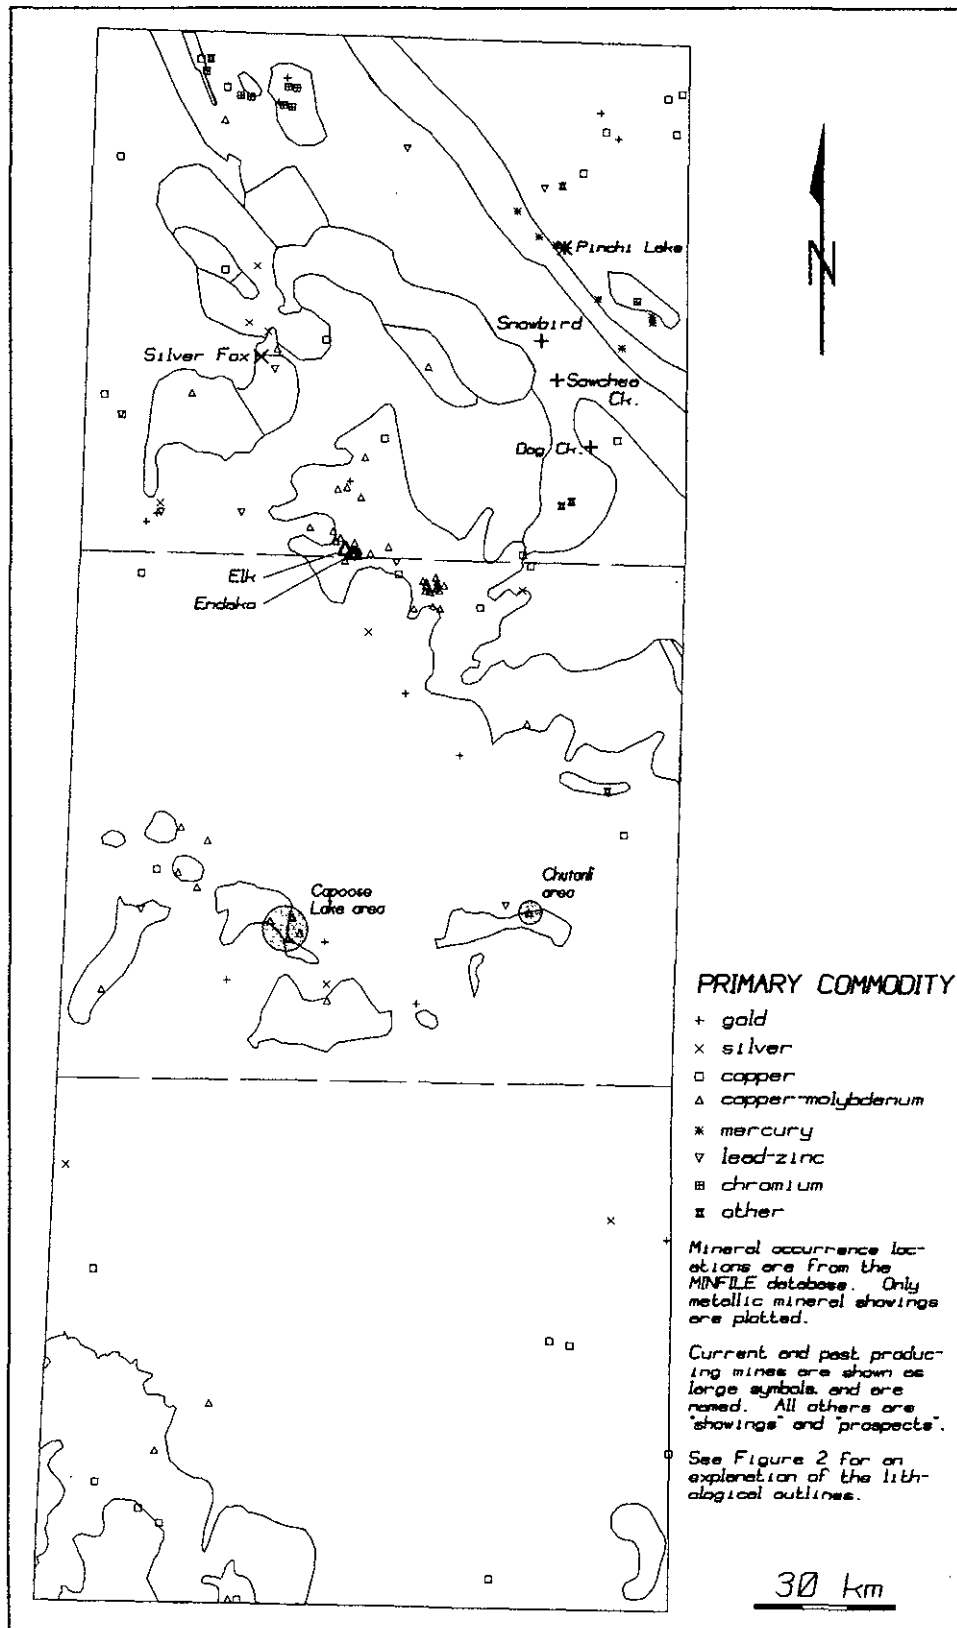 Pinchi Lake
Snowbird
Silver Fox
Sowchea
Ck.
Dog Ck.
Elk
Endako
Capoose
Lake area
Chutanli
area
N
PRIMARY COMMODITY
gold
silver
copper
copper-molybdenum
mercury
lead-zinc
chromium
other
Mineral occurrence loc-
ations are from the
MINFILE database. Only
metallic mineral showings
are plotted.
Current and past produc-
ing mines are shown as
large symbols and are
named. All others are
"showings" and "prospects".
See Figure 2 for an
explanation of the lith-
ological outlines.
30 km